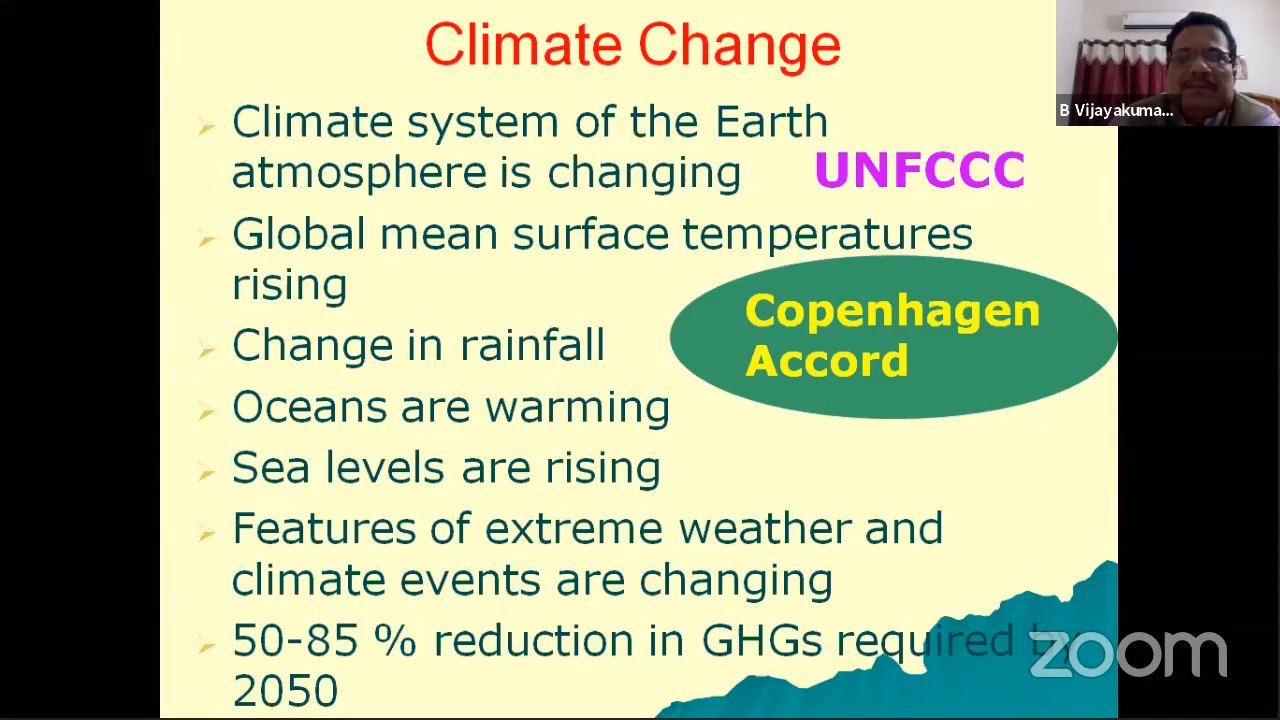 Climate Change
B Vijayakuma...
Climate system of the Earth
atmosphere is changing
UNFCCC
Global mean surface temperatures
rising
Copenhagen
Accord
Change in rainfall
Oceans are warming
Sea levels are rising
Features of extreme weather and
climate events are changing
50-85 % reduction in GHGs required by
2050
zoom